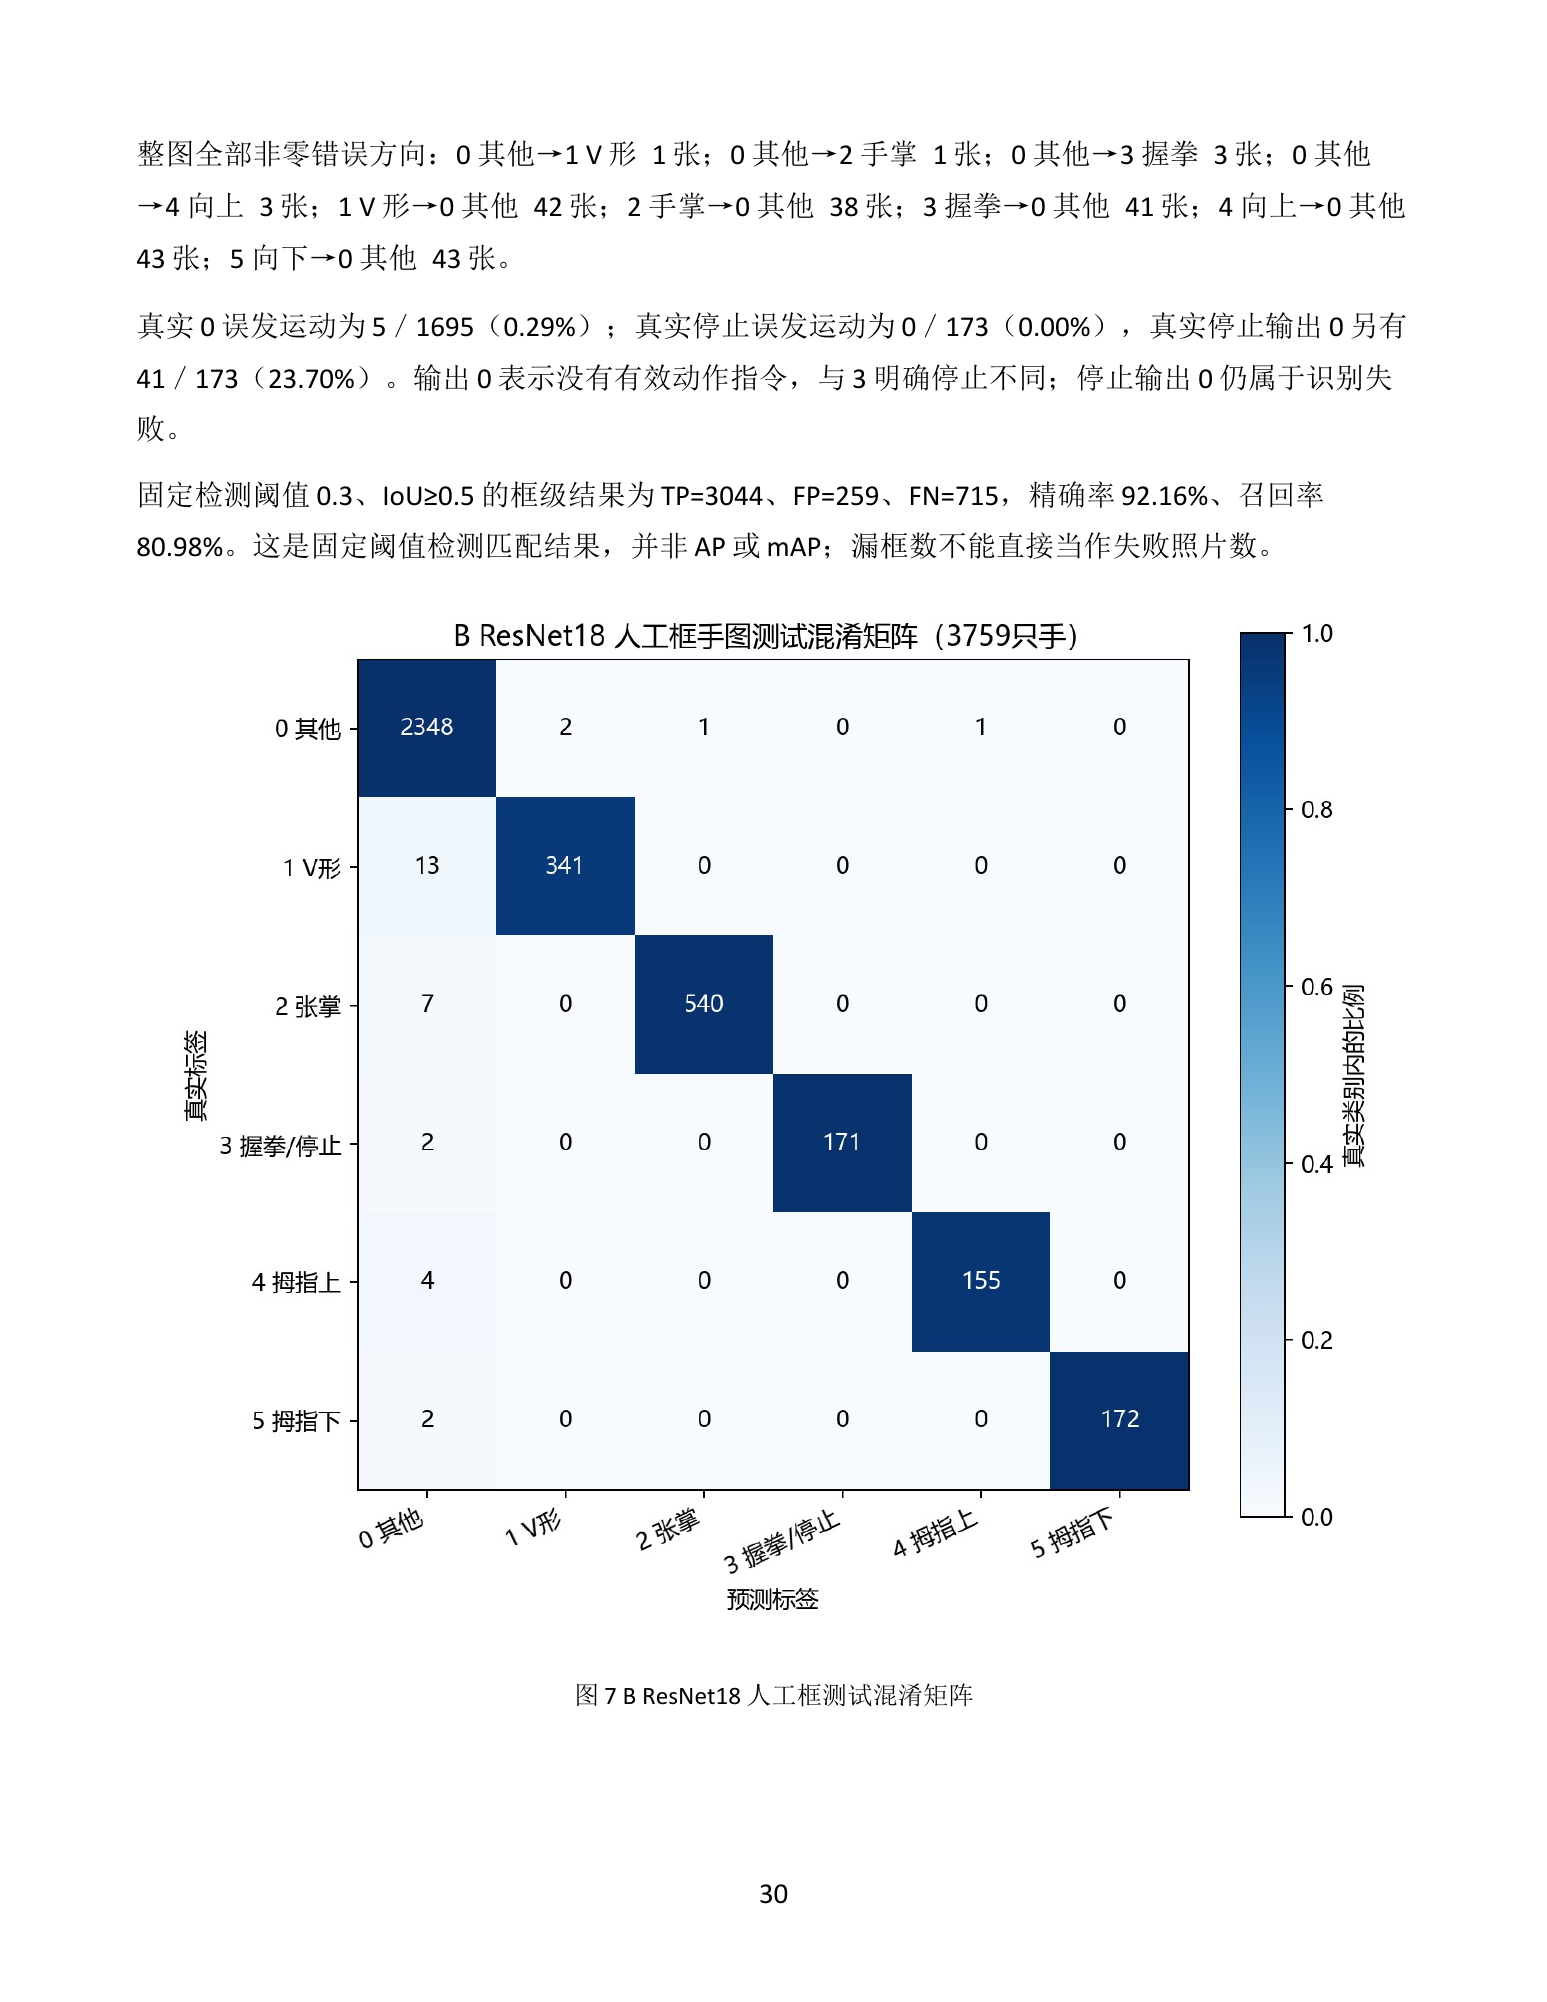 整图全部非零错误方向：0 其他→1 V 形 1 张；0 其他→2 手掌 1 张；0 其他→3 握拳 3 张；0 其他
→4 向上 3 张；1 V 形→0 其他 42 张；2 手掌→0 其他 38 张；3 握拳→0 其他 41 张；4 向上→0 其他
43 张；5 向下→0 其他 43 张。
真实 0 误发运动为 5／1695（0.29%）；真实停止误发运动为 0／173（0.00%），真实停止输出 0 另有
41／173（23.70%）。输出 0 表示没有有效动作指令，与 3 明确停止不同；停止输出 0 仍属于识别失
败。
固定检测阈值 0.3、IoU≥0.5 的框级结果为 TP=3044、FP=259、FN=715，精确率 92.16%、召回率
80.98%。这是固定阈值检测匹配结果，并非 AP 或 mAP；漏框数不能直接当作失败照片数。
B ResNet18 人工框手图测试混淆矩阵（3759只手）
真实标签
0 其他 2348 2 1 0 1 0
1 V形 13 341 0 0 0 0
2 张掌 7 0 540 0 0 0
3 握拳/停止 2 0 0 171 0 0
4 拇指上 4 0 0 0 155 0
5 拇指下 2 0 0 0 0 172
0 其他 1 V形 2 张掌 3 握拳/停止 4 拇指上 5 拇指下
预测标签
1.0
0.8
0.6
0.4
0.2
0.0
真实类别内的比例
图 7 B ResNet18 人工框测试混淆矩阵
30